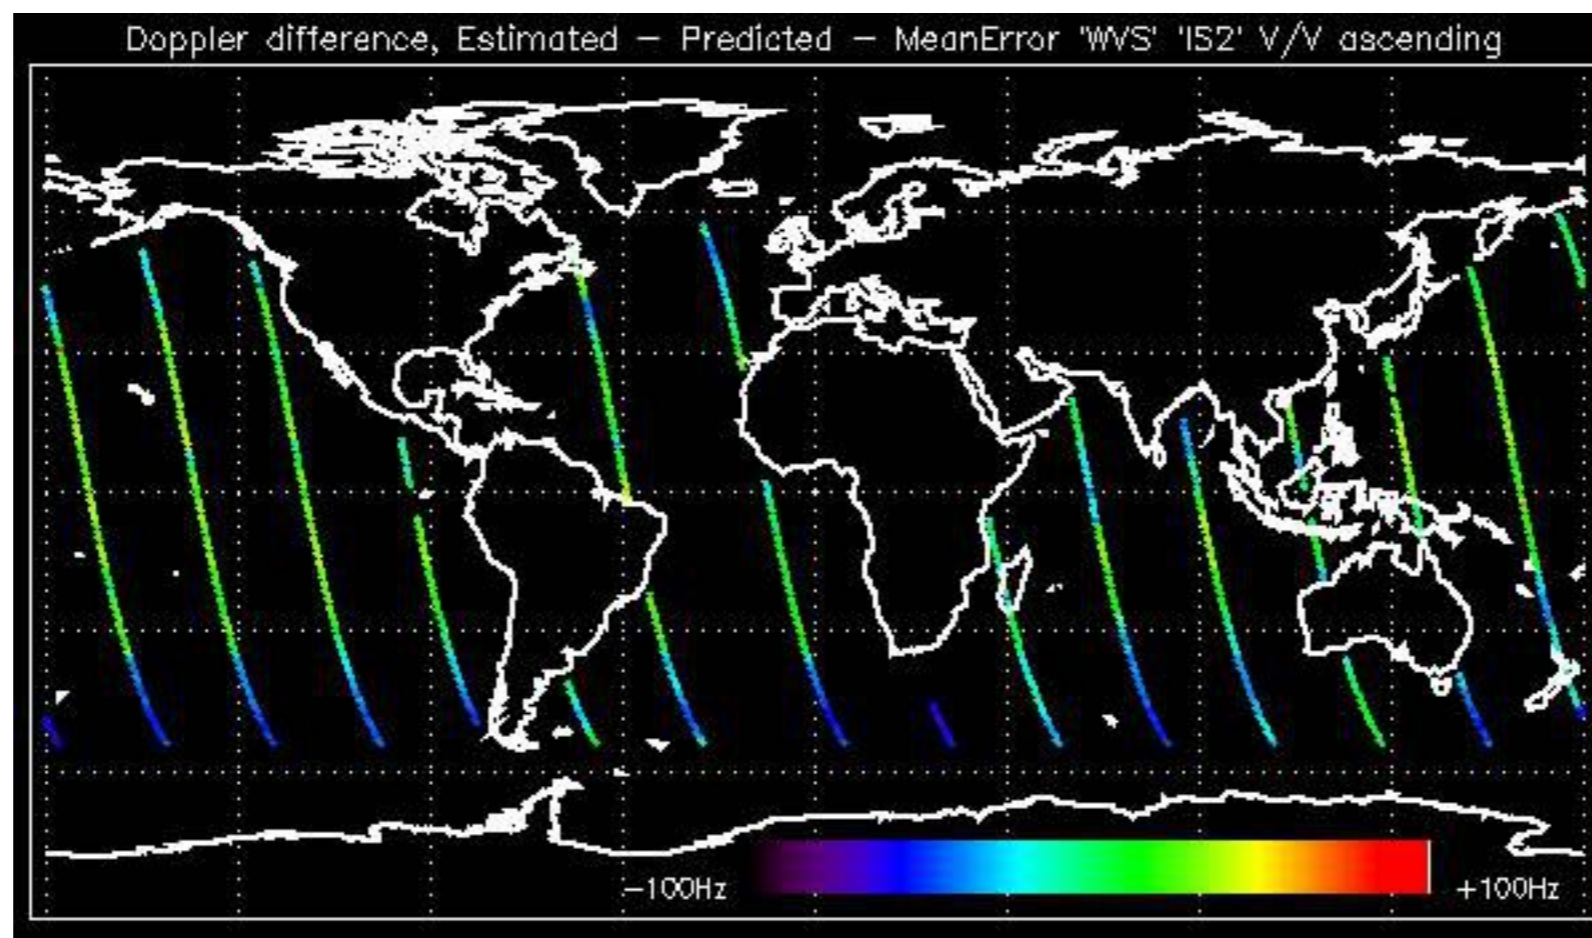 Doppler difference, Estimated — Predicted — MeanError 'WVS' 'IS2' V/V ascending
−100Hz
+100Hz